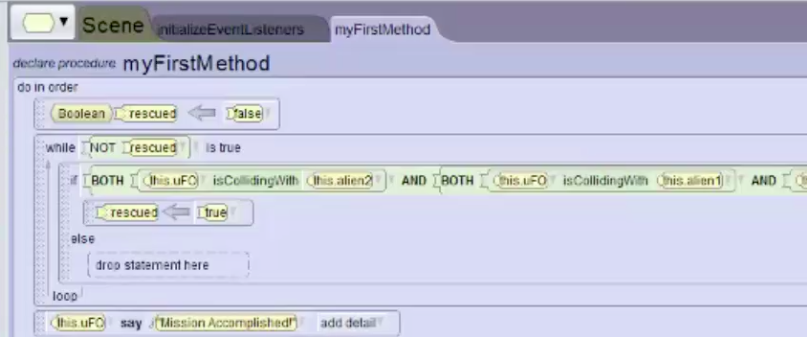 Scene initializeEventListeners myFirstMethod
declare procedure myFirstMethod
do in order
Boolean rescued false
while NOT rescued is true
if BOTH this.uFO isCollidingWith this.alien2 AND BOTH this.uFO isCollidingWith this.alien1 AND
rescued true
else
drop statement here
loop
this.uFO say "Mission Accomplished!" add detail